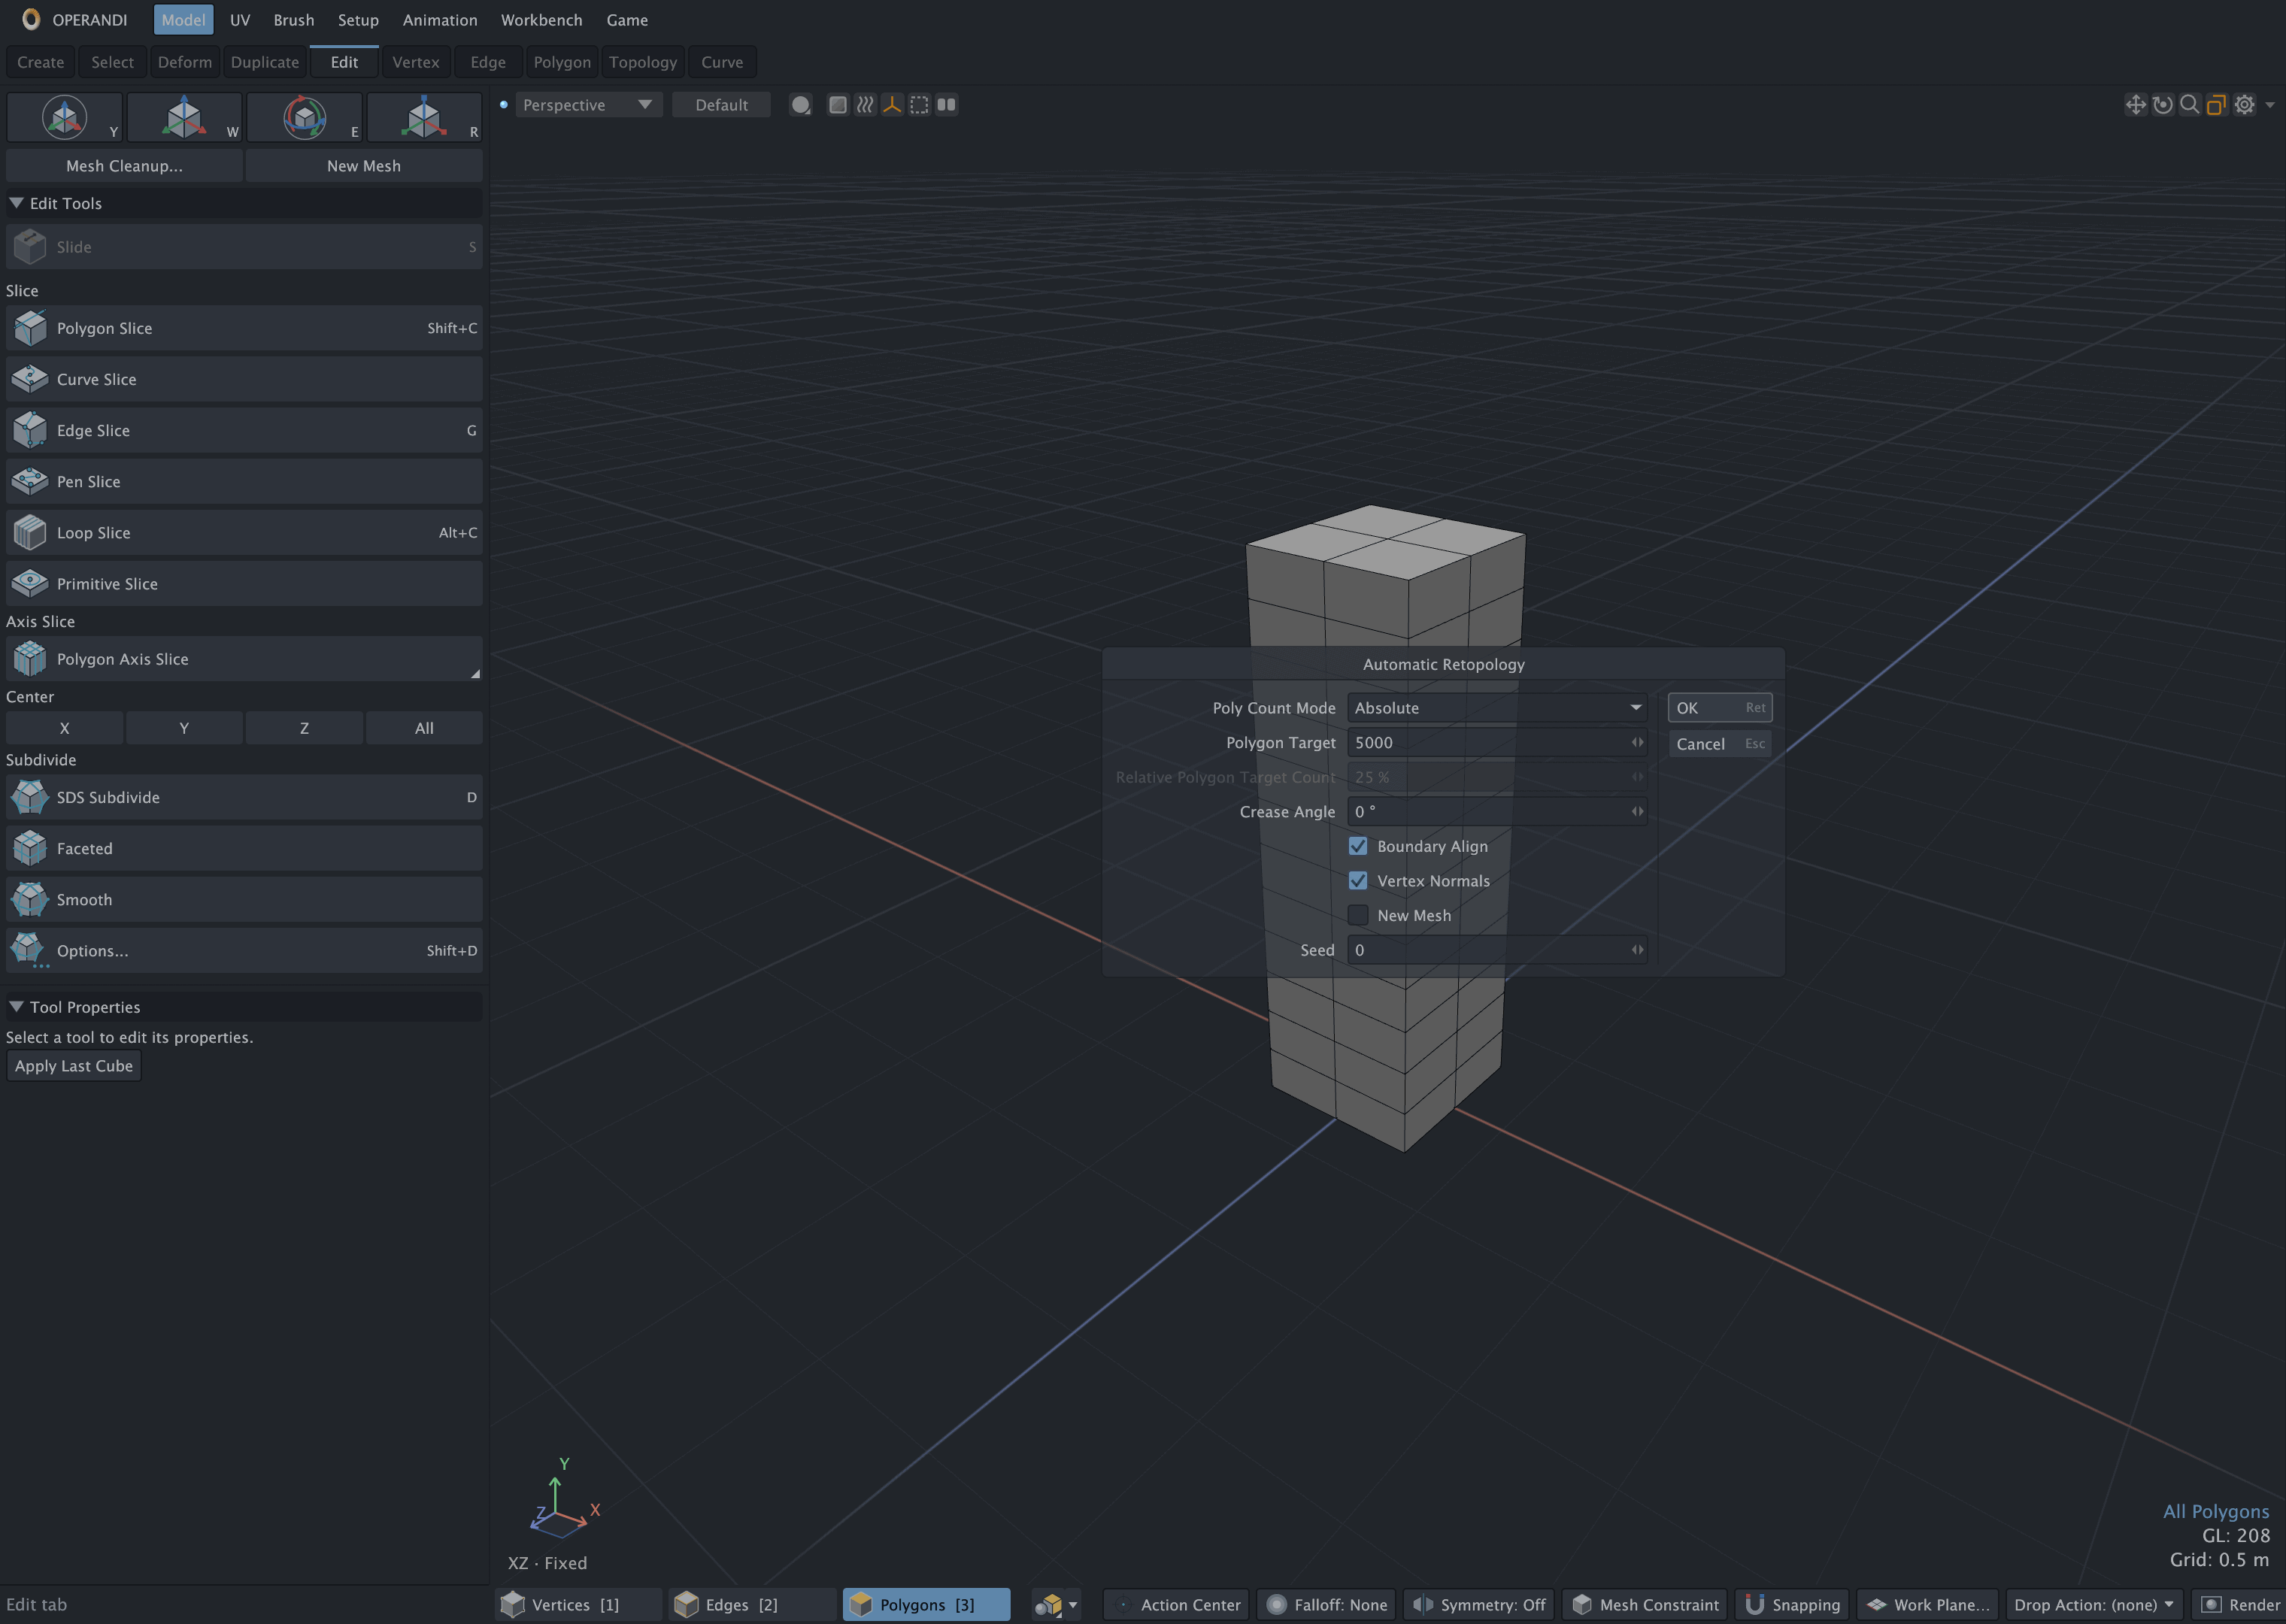 OPERANDI Model UV Brush Setup Animation Workbench Game
Create Select Deform Duplicate Edit Vertex Edge Polygon Topology Curve
Y W E R
Perspective Default
Mesh Cleanup... New Mesh
Edit Tools
Slide S
Slice
Polygon Slice Shift+C
Curve Slice
Edge Slice G
Pen Slice
Loop Slice Alt+C
Primitive Slice
Axis Slice
Polygon Axis Slice
Center
X Y Z All
Subdivide
SDS Subdivide D
Faceted
Smooth
Options... Shift+D
Tool Properties
Select a tool to edit its properties.
Apply Last Cube
Automatic Retopology
Poly Count Mode Absolute
Polygon Target 5000
Relative Polygon Target Count 25 %
Crease Angle 0 °
Boundary Align
Vertex Normals
New Mesh
Seed 0
OK Ret
Cancel Esc
Y
Z X
XZ · Fixed
All Polygons
GL: 208
Grid: 0.5 m
Edit tab
Vertices [1] Edges [2] Polygons [3] Action Center Falloff: None Symmetry: Off Mesh Constraint Snapping Work Plane... Drop Action: (none) Render